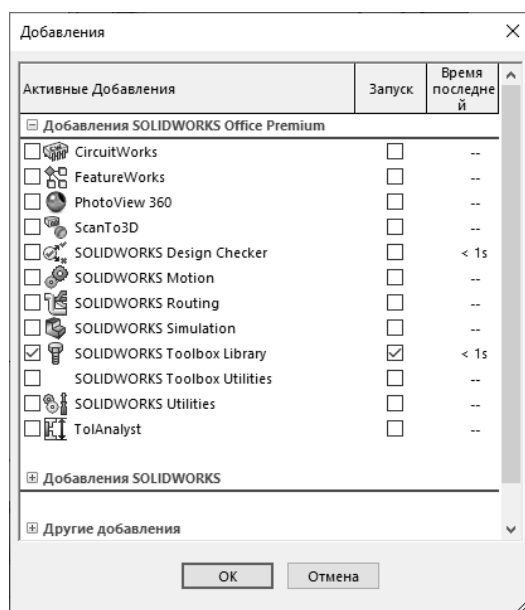 Добавления
Активные Добавления Запуск Время последне й
Добавления SOLIDWORKS Office Premium
CircuitWorks --
FeatureWorks --
PhotoView 360 --
ScanTo3D --
SOLIDWORKS Design Checker < 1s
SOLIDWORKS Motion --
SOLIDWORKS Routing --
SOLIDWORKS Simulation --
SOLIDWORKS Toolbox Library < 1s
SOLIDWORKS Toolbox Utilities --
SOLIDWORKS Utilities --
TolAnalyst --
Добавления SOLIDWORKS
Другие добавления
OK Отмена